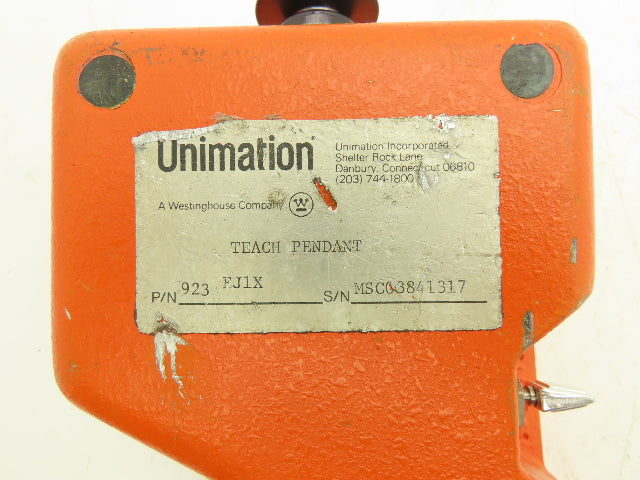 Unimation
Unimation Incorporated
Shelter Rock Lane
Danbury, Connecticut 06810
(203) 744-1800
A Westinghouse Company
TEACH PENDANT
P/N 923 FJ1X S/N MSC03841317